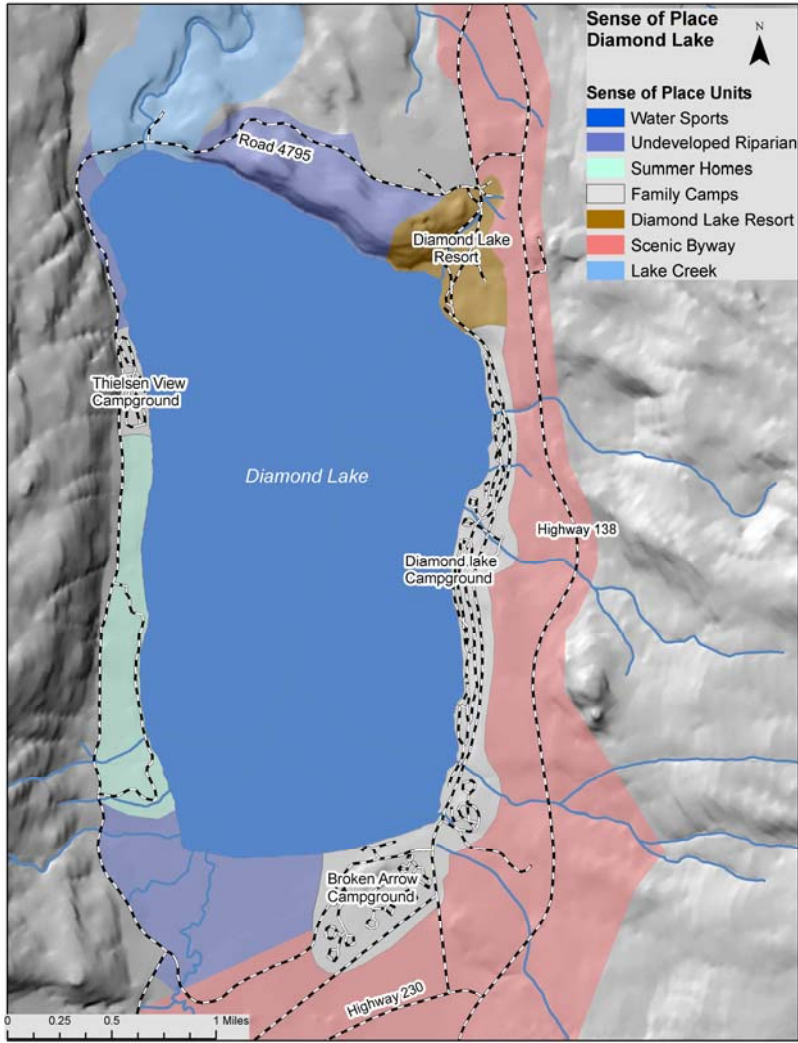 Sense of Place
Diamond Lake
N
Sense of Place Units
Water Sports
Undeveloped Riparian
Summer Homes
Family Camps
Diamond Lake Resort
Scenic Byway
Lake Creek
Road 4795
Diamond Lake
Resort
Thielsen View
Campground
Diamond Lake
Highway 138
Diamond lake
Campground
Broken Arrow
Campground
Highway 230
0 0.25 0.5 1 Miles